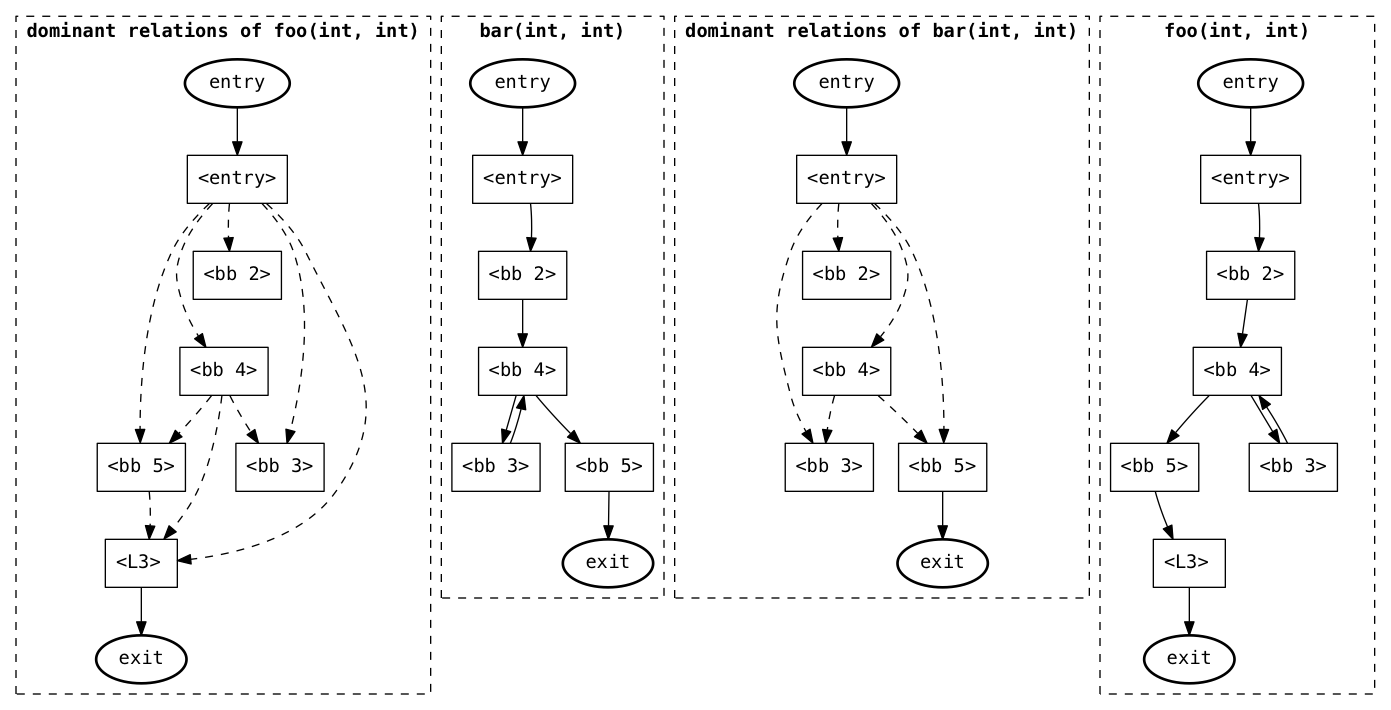 dominant relations of foo(int, int)
entry
<entry>
<bb 2>
<bb 4>
<bb 5>
<bb 3>
<L3>
exit
bar(int, int)
entry
<entry>
<bb 2>
<bb 4>
<bb 3>
<bb 5>
exit
dominant relations of bar(int, int)
entry
<entry>
<bb 2>
<bb 4>
<bb 3>
<bb 5>
exit
foo(int, int)
entry
<entry>
<bb 2>
<bb 4>
<bb 5>
<bb 3>
<L3>
exit